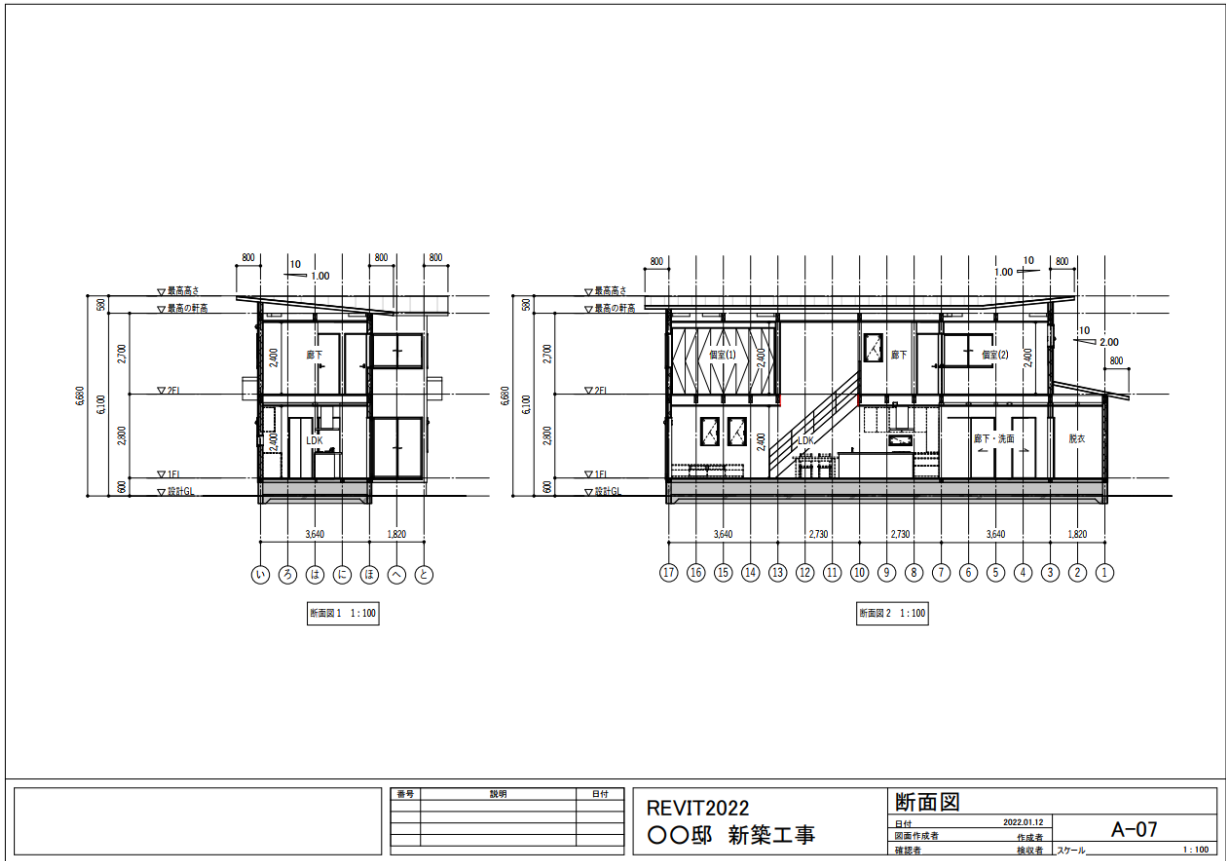 800
10
1.00
800
800
▽最高高さ
▽最高の軒高
580
2,700
6,680
6,100
2,400
廊下
▽2FL
2,800
2,400
LDK
▽1FL
600
▽設計GL
3,640
1,820
い
ろ
は
に
ほ
へ
と
断面図 1 1 : 100
800
10
1.00
800
▽最高高さ
▽最高の軒高
580
10
2.00
800
2,700
6,680
6,100
個室(1)
2,400
廊下
個室(2)
2,400
▽2FL
2,800
2,400
LDK
廊下・洗面
脱衣
▽1FL
600
▽設計GL
3,640
2,730
2,730
3,640
1,820
17
16
15
14
13
12
11
10
9
8
7
6
5
4
3
2
1
断面図 2 1 : 100
番号 説明 日付
REVIT2022
〇〇邸 新築工事
断面図
日付 2022.01.12
図面作成者 作成者
確認者 検収者
A-07
スケール 1 : 100